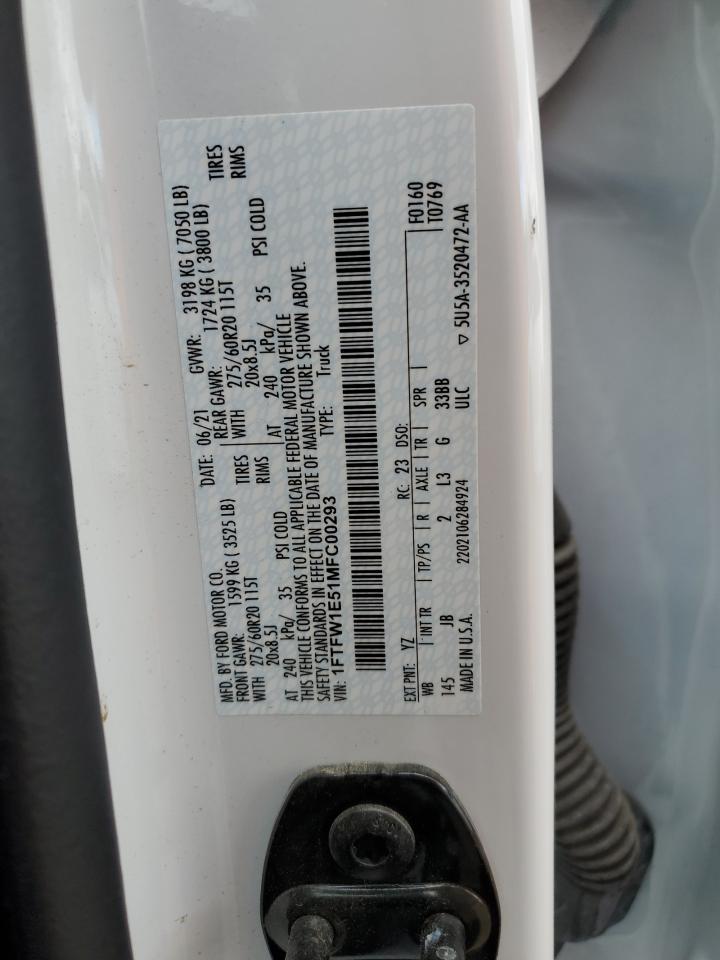 MFD. BY FORD MOTOR CO.
DATE: 06/21 GVWR: 3198 KG ( 7050 LB)
FRONT GAWR: 1599 KG ( 3525 LB) REAR GAWR: 1724 KG ( 3800 LB)
WITH 275/60R20 115T TIRES WITH 275/60R20 115T TIRES
20x8.5J RIMS 20x8.5J RIMS
AT 240 kPa/ 35 PSI COLD AT 240 kPa/ 35 PSI COLD
THIS VEHICLE CONFORMS TO ALL APPLICABLE FEDERAL MOTOR VEHICLE
SAFETY STANDARDS IN EFFECT ON THE DATE OF MANUFACTURE SHOWN ABOVE.
VIN: 1FTFW1E51MFC00293 TYPE: Truck
EXT PNT: YZ RC: 23 DSO: F0160
WB INT TR TP/PS R AXLE TR SPR T0769
145 JB 2 L3 G 33BB
2202106284924 ULC
MADE IN U.S.A. ▽ 5U5A-3520472-AA